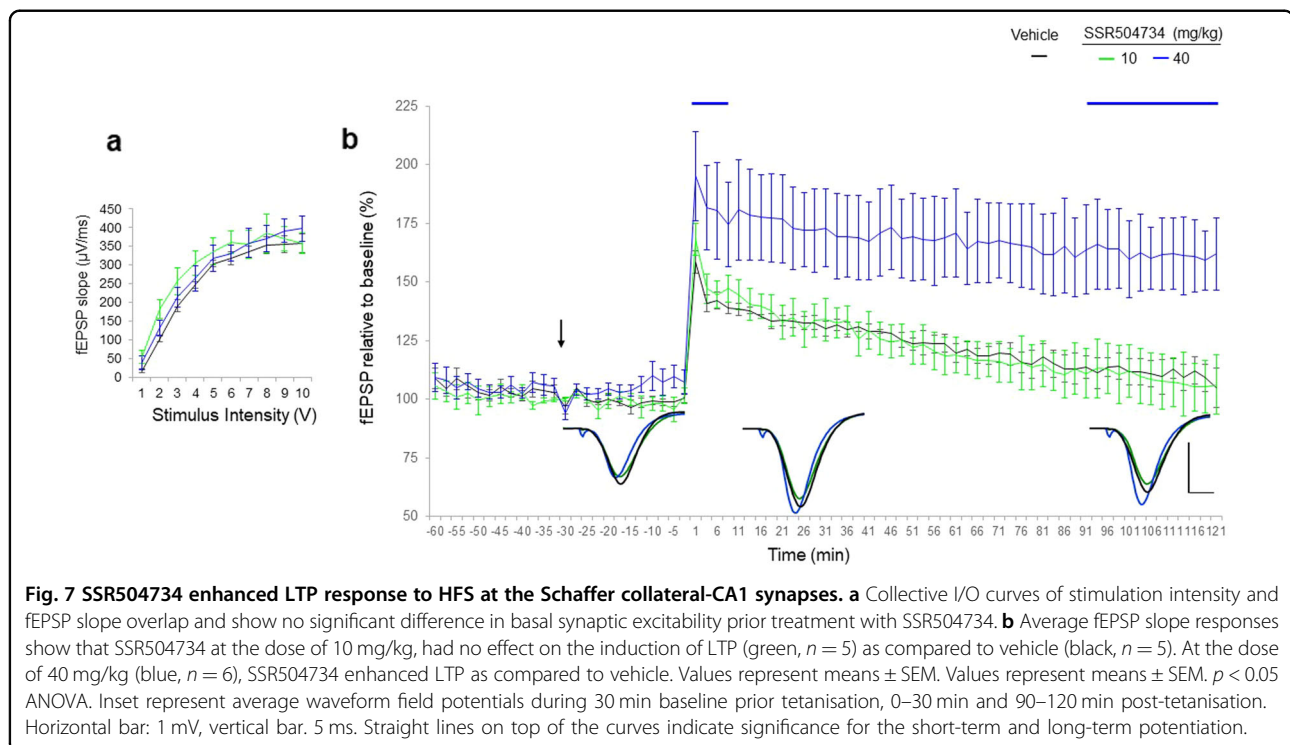 Vehicle SSR504734 (mg/kg)
10 40
a
fEPSP slope (µV/ms)
450
400
350
300
250
200
150
100
50
0
1 2 3 4 5 6 7 8 9 10
Stimulus Intensity (V)
b
fEPSP relative to baseline (%)
225
200
175
150
125
100
75
50
-60 -55 -50 -45 -40 -35 -30 -25 -20 -15 -10 -5 1 6 11 16 21 26 31 36 41 46 51 56 61 66 71 76 81 86 91 96 101 106 111 116 121
Time (min)
Fig. 7 SSR504734 enhanced LTP response to HFS at the Schaffer collateral-CA1 synapses. a Collective I/O curves of stimulation intensity and
fEPSP slope overlap and show no significant difference in basal synaptic excitability prior treatment with SSR504734. b Average fEPSP slope responses
show that SSR504734 at the dose of 10 mg/kg, had no effect on the induction of LTP (green, n = 5) as compared to vehicle (black, n = 5). At the dose
of 40 mg/kg (blue, n = 6), SSR504734 enhanced LTP as compared to vehicle. Values represent means ± SEM. Values represent means ± SEM. p < 0.05
ANOVA. Inset represent average waveform field potentials during 30 min baseline prior tetanisation, 0–30 min and 90–120 min post-tetanisation.
Horizontal bar: 1 mV, vertical bar. 5 ms. Straight lines on top of the curves indicate significance for the short-term and long-term potentiation.